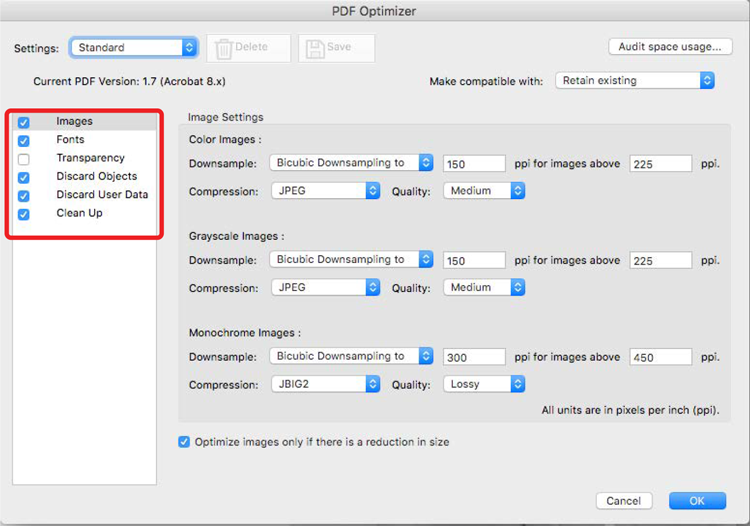 PDF Optimizer
Settings: Standard Delete Save Audit space usage...
Current PDF Version: 1.7 (Acrobat 8.x) Make compatible with: Retain existing
Images
Fonts
Transparency
Discard Objects
Discard User Data
Clean Up
Image Settings
Color Images :
Downsample: Bicubic Downsampling to 150 ppi for images above 225 ppi.
Compression: JPEG Quality: Medium
Grayscale Images :
Downsample: Bicubic Downsampling to 150 ppi for images above 225 ppi.
Compression: JPEG Quality: Medium
Monochrome Images :
Downsample: Bicubic Downsampling to 300 ppi for images above 450 ppi.
Compression: JBIG2 Quality: Lossy
All units are in pixels per inch (ppi).
Optimize images only if there is a reduction in size
Cancel OK